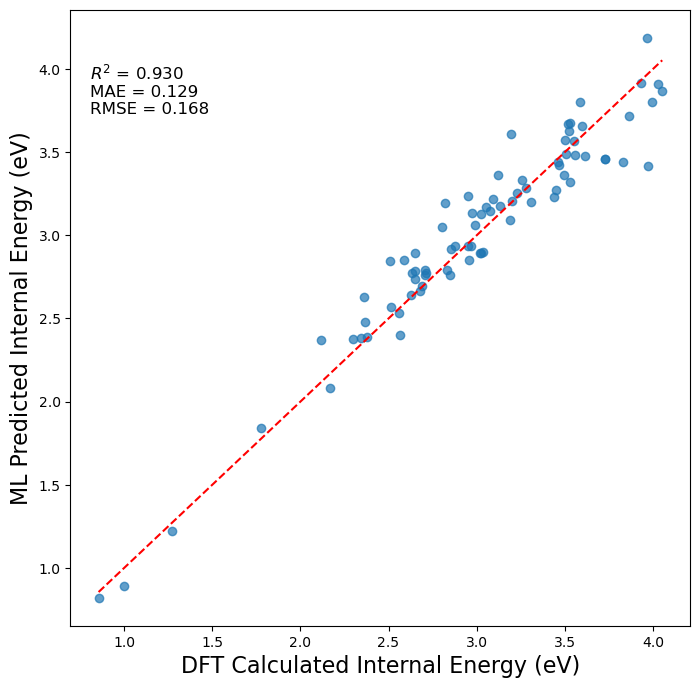 R² = 0.930
MAE = 0.129
RMSE = 0.168
ML Predicted Internal Energy (eV)
4.0
3.5
3.0
2.5
2.0
1.5
1.0
1.0 1.5 2.0 2.5 3.0 3.5 4.0
DFT Calculated Internal Energy (eV)